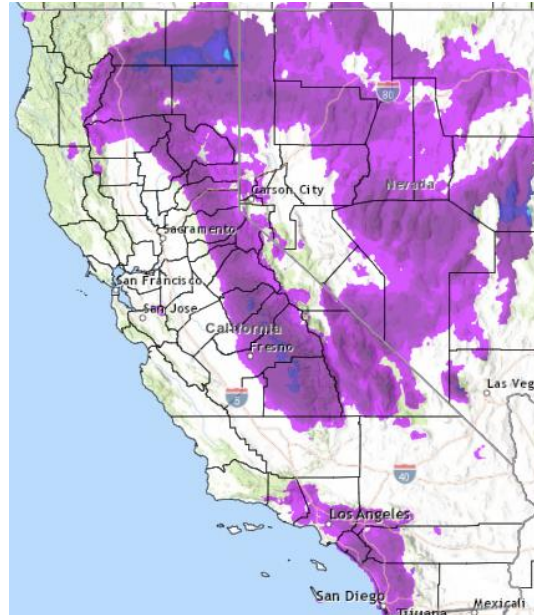 80
Carson City
Nevada
Sacramento
San Francisco
San Jose
California
Fresno
5
Las Veg
40
Los Angeles
San Diego
Tijuana
Mexicali